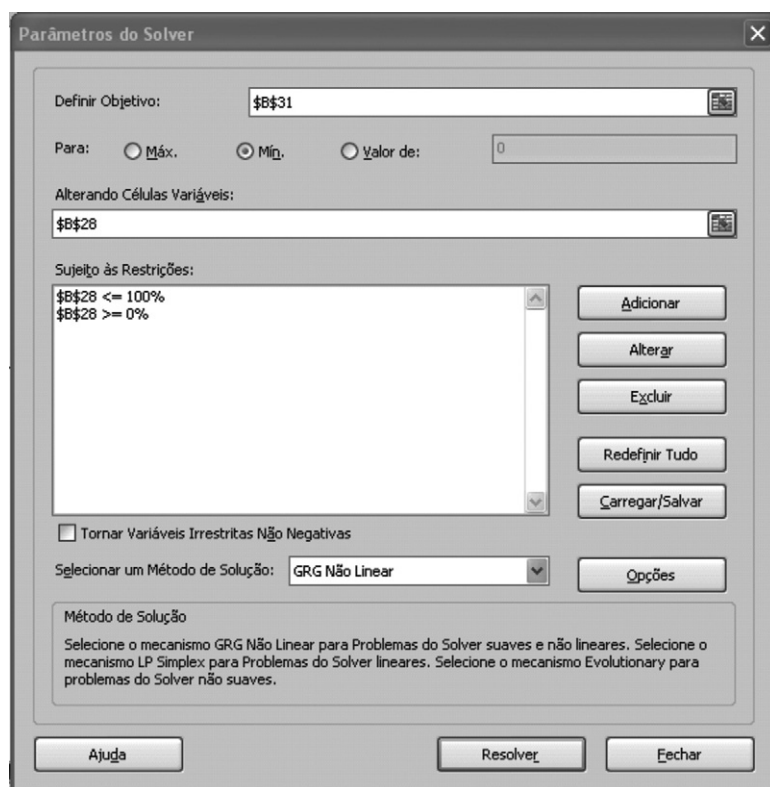 Parâmetros do Solver
Definir Objetivo: $B$31
Para: Máx. Mín. Valor de: 0
Alterando Células Variáveis:
$B$28
Sujeito às Restrições:
$B$28 <= 100%
$B$28 >= 0%
Adicionar
Alterar
Excluir
Redefinir Tudo
Carregar/Salvar
Tornar Variáveis Irrestritas Não Negativas
Selecionar um Método de Solução: GRG Não Linear Opções
Método de Solução
Selecione o mecanismo GRG Não Linear para Problemas do Solver suaves e não lineares. Selecione o
mecanismo LP Simplex para Problemas do Solver lineares. Selecione o mecanismo Evolutionary para
problemas do Solver não suaves.
Ajuda Resolver Fechar